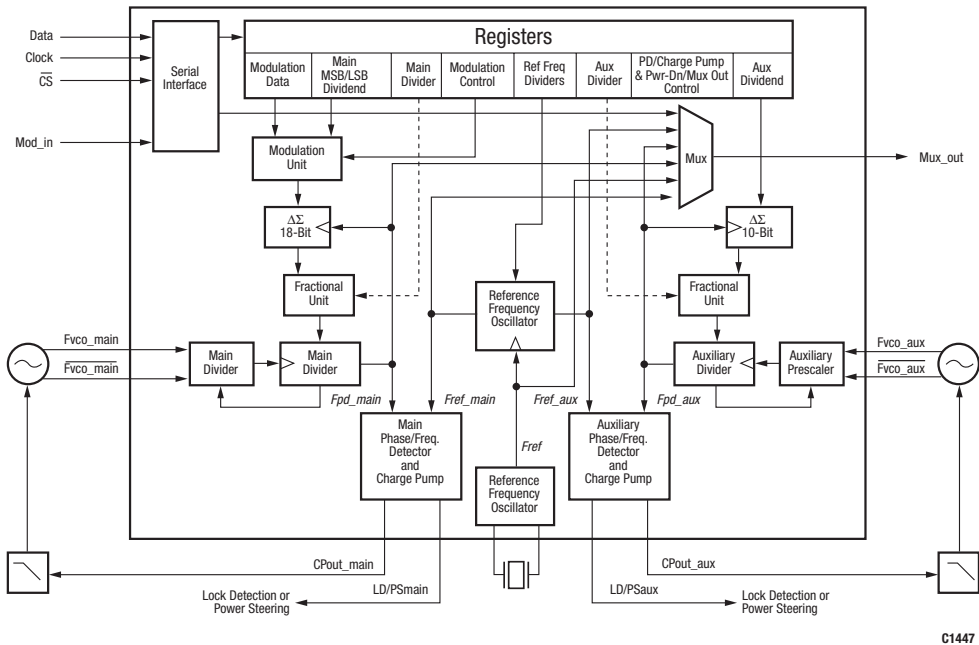 Data
Clock
C̅S̅
Mod_in
Serial
Interface
Registers
Modulation
Data
Main
MSB/LSB
Dividend
Main
Divider
Modulation
Control
Ref Freq
Dividers
Aux
Divider
PD/Charge Pump
& Pwr-Dn/Mux Out
Control
Aux
Dividend
Modulation
Unit
Mux
Mux_out
ΔΣ
18-Bit
ΔΣ
10-Bit
Fractional
Unit
Reference
Frequency
Oscillator
Fractional
Unit
Fvco_main
Fvco_main
Main
Divider
Main
Divider
Auxiliary
Divider
Auxiliary
Prescaler
Fvco_aux
Fvco_aux
Fpd_main
Fref_main
Fref_aux
Fpd_aux
Main
Phase/Freq.
Detector
and
Charge Pump
Fref
Reference
Frequency
Oscillator
Auxiliary
Phase/Freq.
Detector
and
Charge Pump
CPout_main
CPout_aux
LD/PSmain
LD/PSaux
Lock Detection or
Power Steering
Lock Detection or
Power Steering
C1447